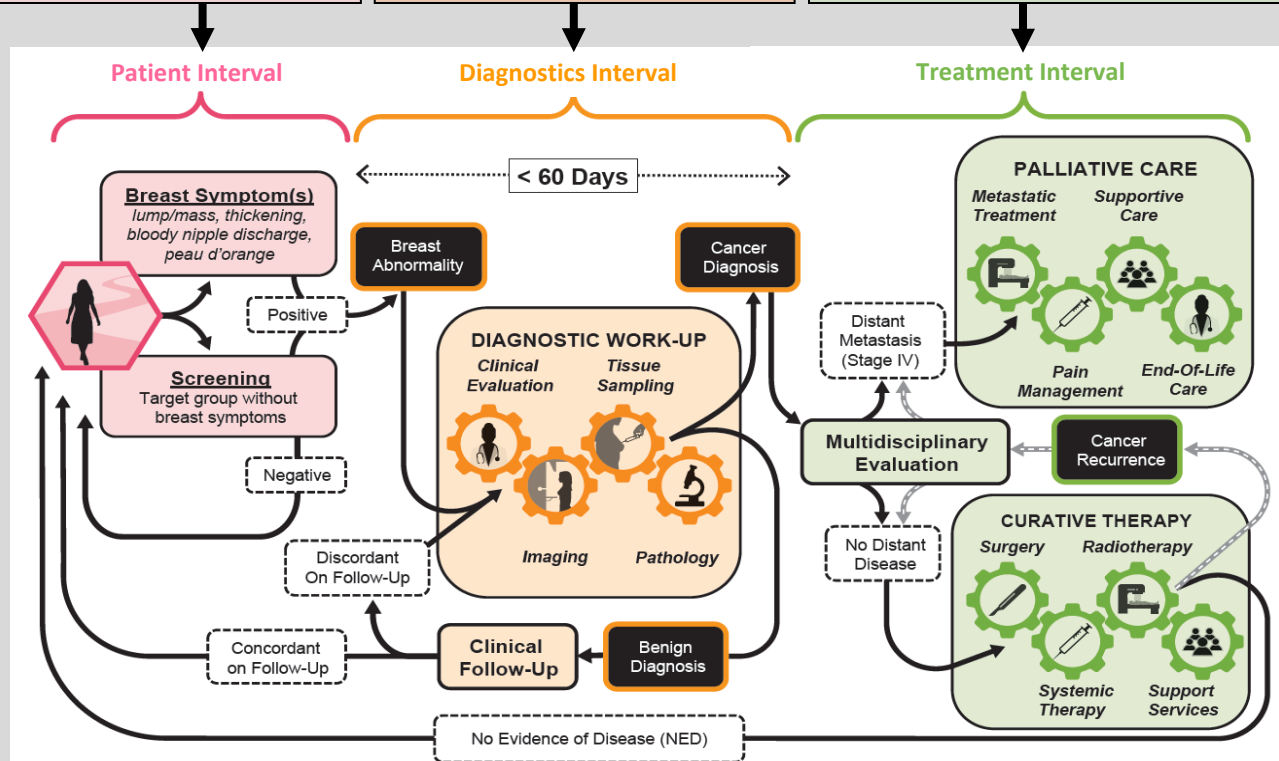 Patient Interval
Diagnostics Interval
Treatment Interval
< 60 Days
Breast Symptom(s)
lump/mass, thickening,
bloody nipple discharge,
peau d'orange
Positive
Screening
Target group without
breast symptoms
Negative
Breast
Abnormality
Cancer
Diagnosis
DIAGNOSTIC WORK-UP
Clinical
Evaluation
Tissue
Sampling
Imaging
Pathology
Discordant
On Follow-Up
Concordant
on Follow-Up
Clinical
Follow-Up
Benign
Diagnosis
No Evidence of Disease (NED)
PALLIATIVE CARE
Metastatic
Treatment
Supportive
Care
Pain
Management
End-Of-Life
Care
Distant
Metastasis
(Stage IV)
Multidisciplinary
Evaluation
Cancer
Recurrence
No Distant
Disease
CURATIVE THERAPY
Surgery
Radiotherapy
Systemic
Therapy
Support
Services